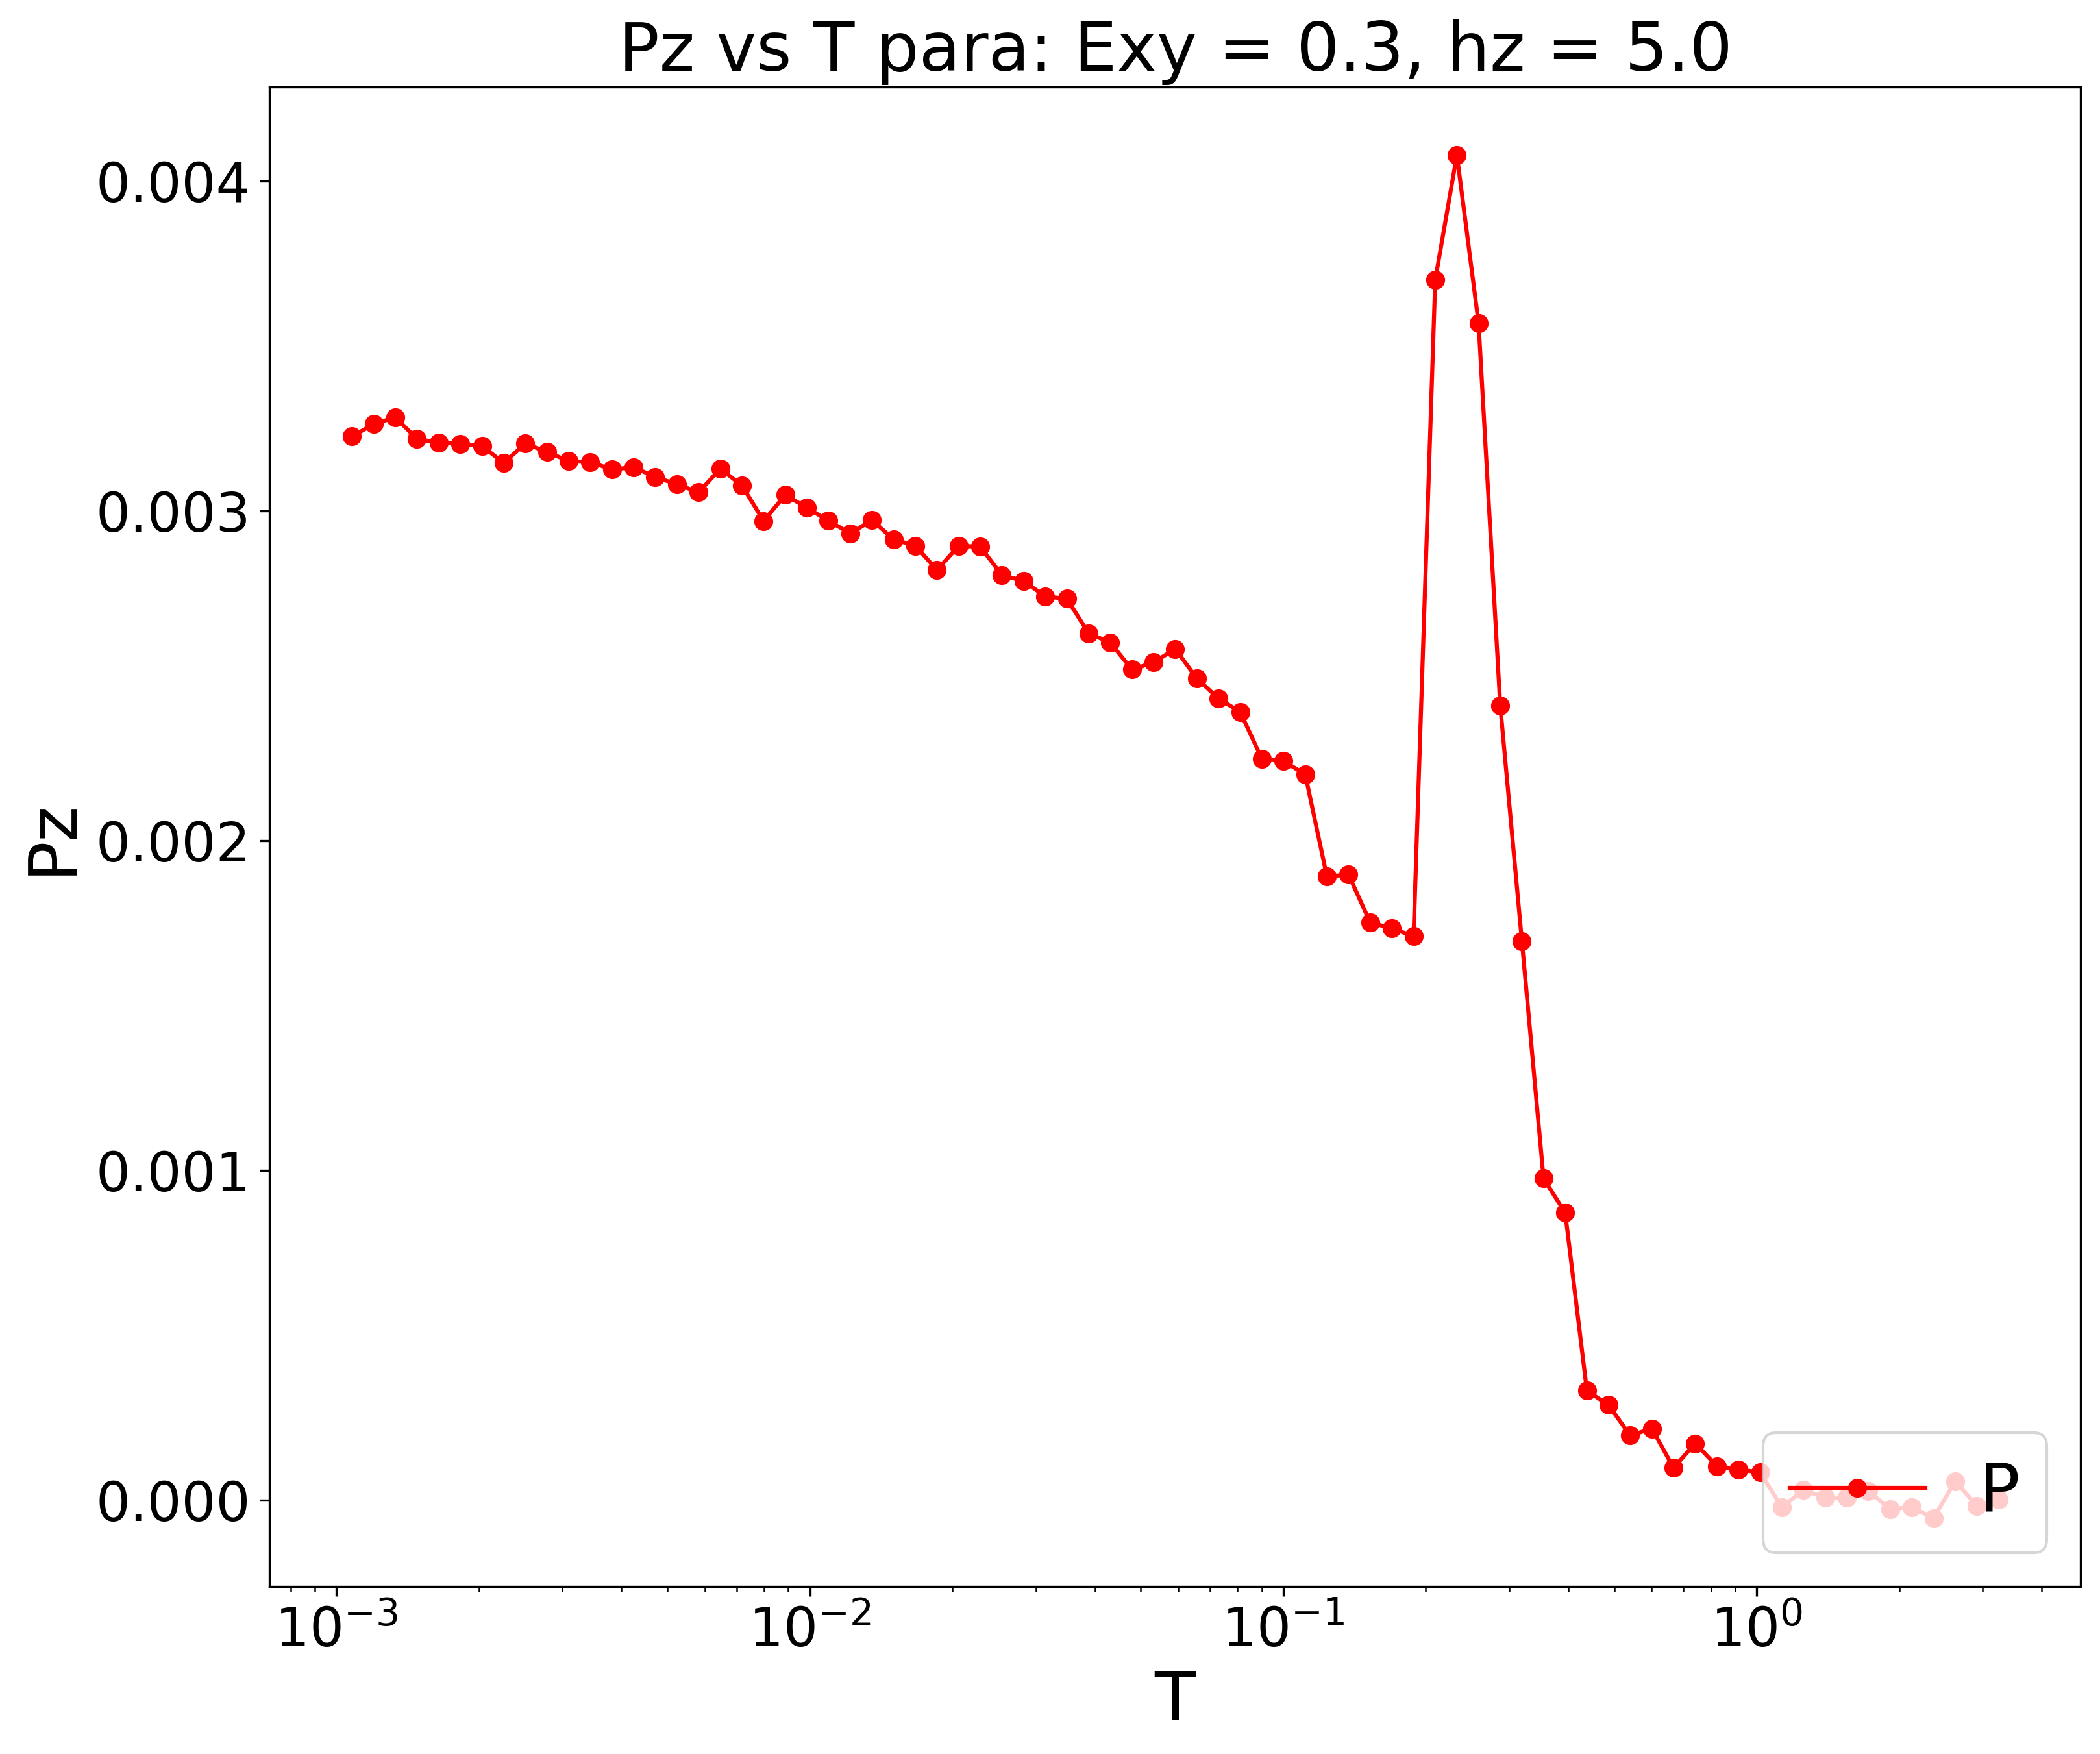 Pz vs T para: Exy = 0.3, hz = 5.0
0.004
0.003
0.002
0.001
0.000
Pz
P
10⁻³ 10⁻² 10⁻¹ 10⁰
T